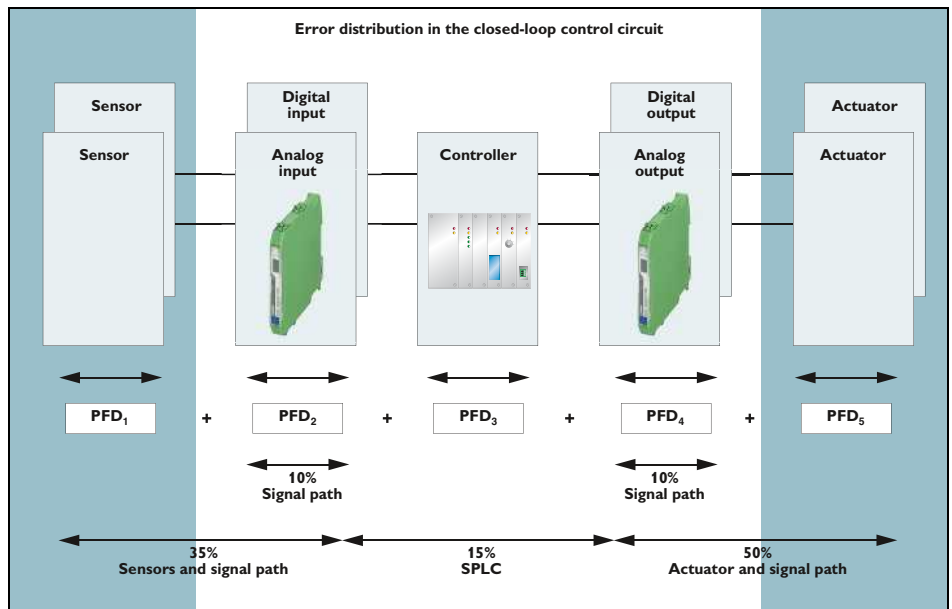 Error distribution in the closed-loop control circuit
Sensor
Digital
input
Digital
output
Actuator
Sensor
Analog
input
Controller
Analog
output
Actuator
PFD₁ + PFD₂ + PFD₃ + PFD₄ + PFD₅
10%
Signal path
10%
Signal path
35%
Sensors and signal path
15%
SPLC
50%
Actuator and signal path